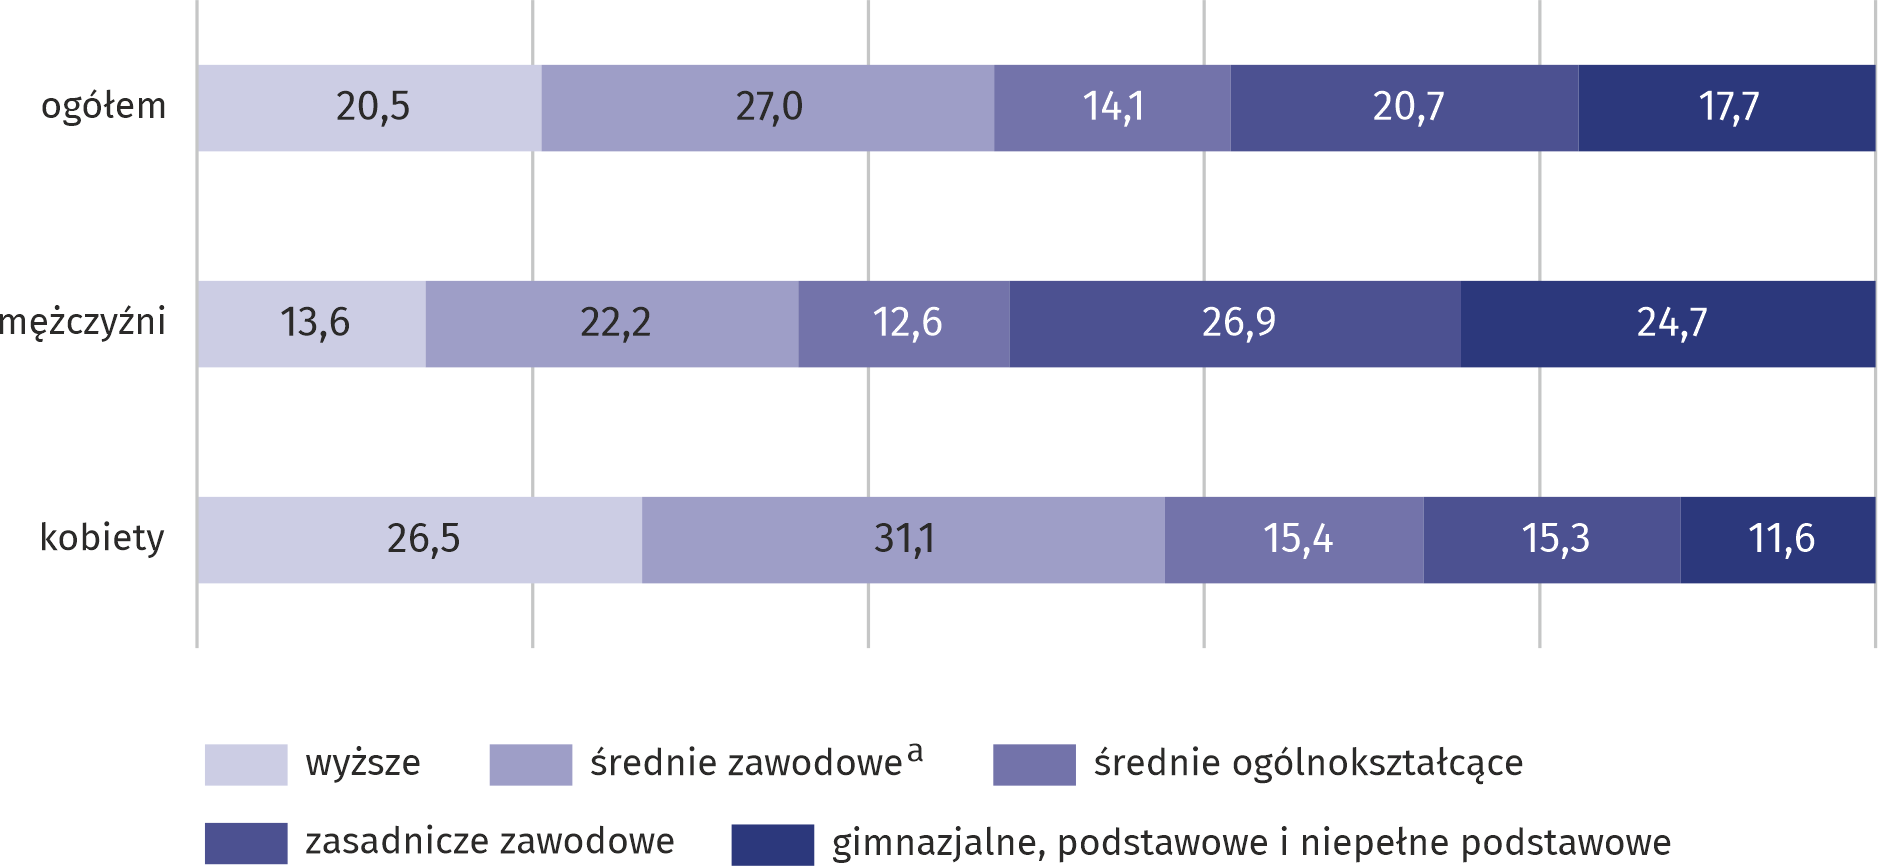 ogółem 20,5 27,0 14,1 20,7 17,7
mężczyźni 13,6 22,2 12,6 26,9 24,7
kobiety 26,5 31,1 15,4 15,3 11,6
wyższe średnie zawodowe a średnie ogólnokształcące
zasadnicze zawodowe gimnazjalne, podstawowe i niepełne podstawowe